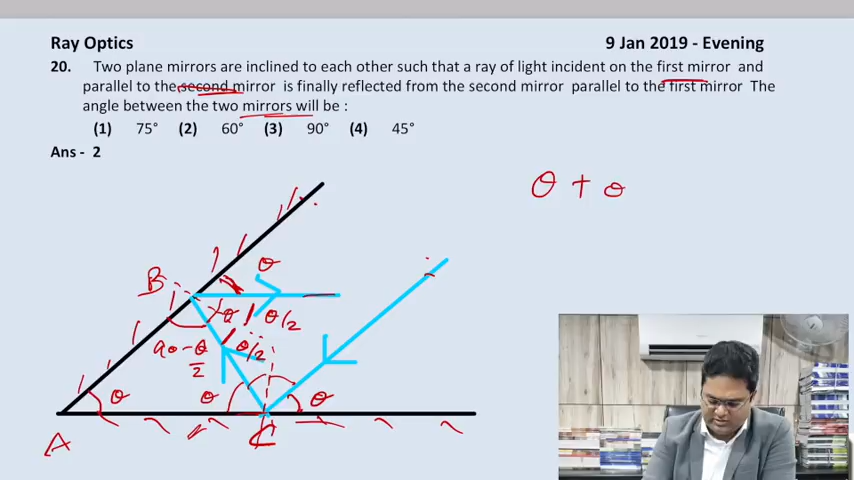 Ray Optics 9 Jan 2019 - Evening
20. Two plane mirrors are inclined to each other such that a ray of light incident on the first mirror and
parallel to the second mirror is finally reflected from the second mirror parallel to the first mirror The
angle between the two mirrors will be :
(1) 75° (2) 60° (3) 90° (4) 45°
Ans - 2
θ + θ
B
θ
θ/2
90-θ/2
θ/2
θ
θ
θ
A
C